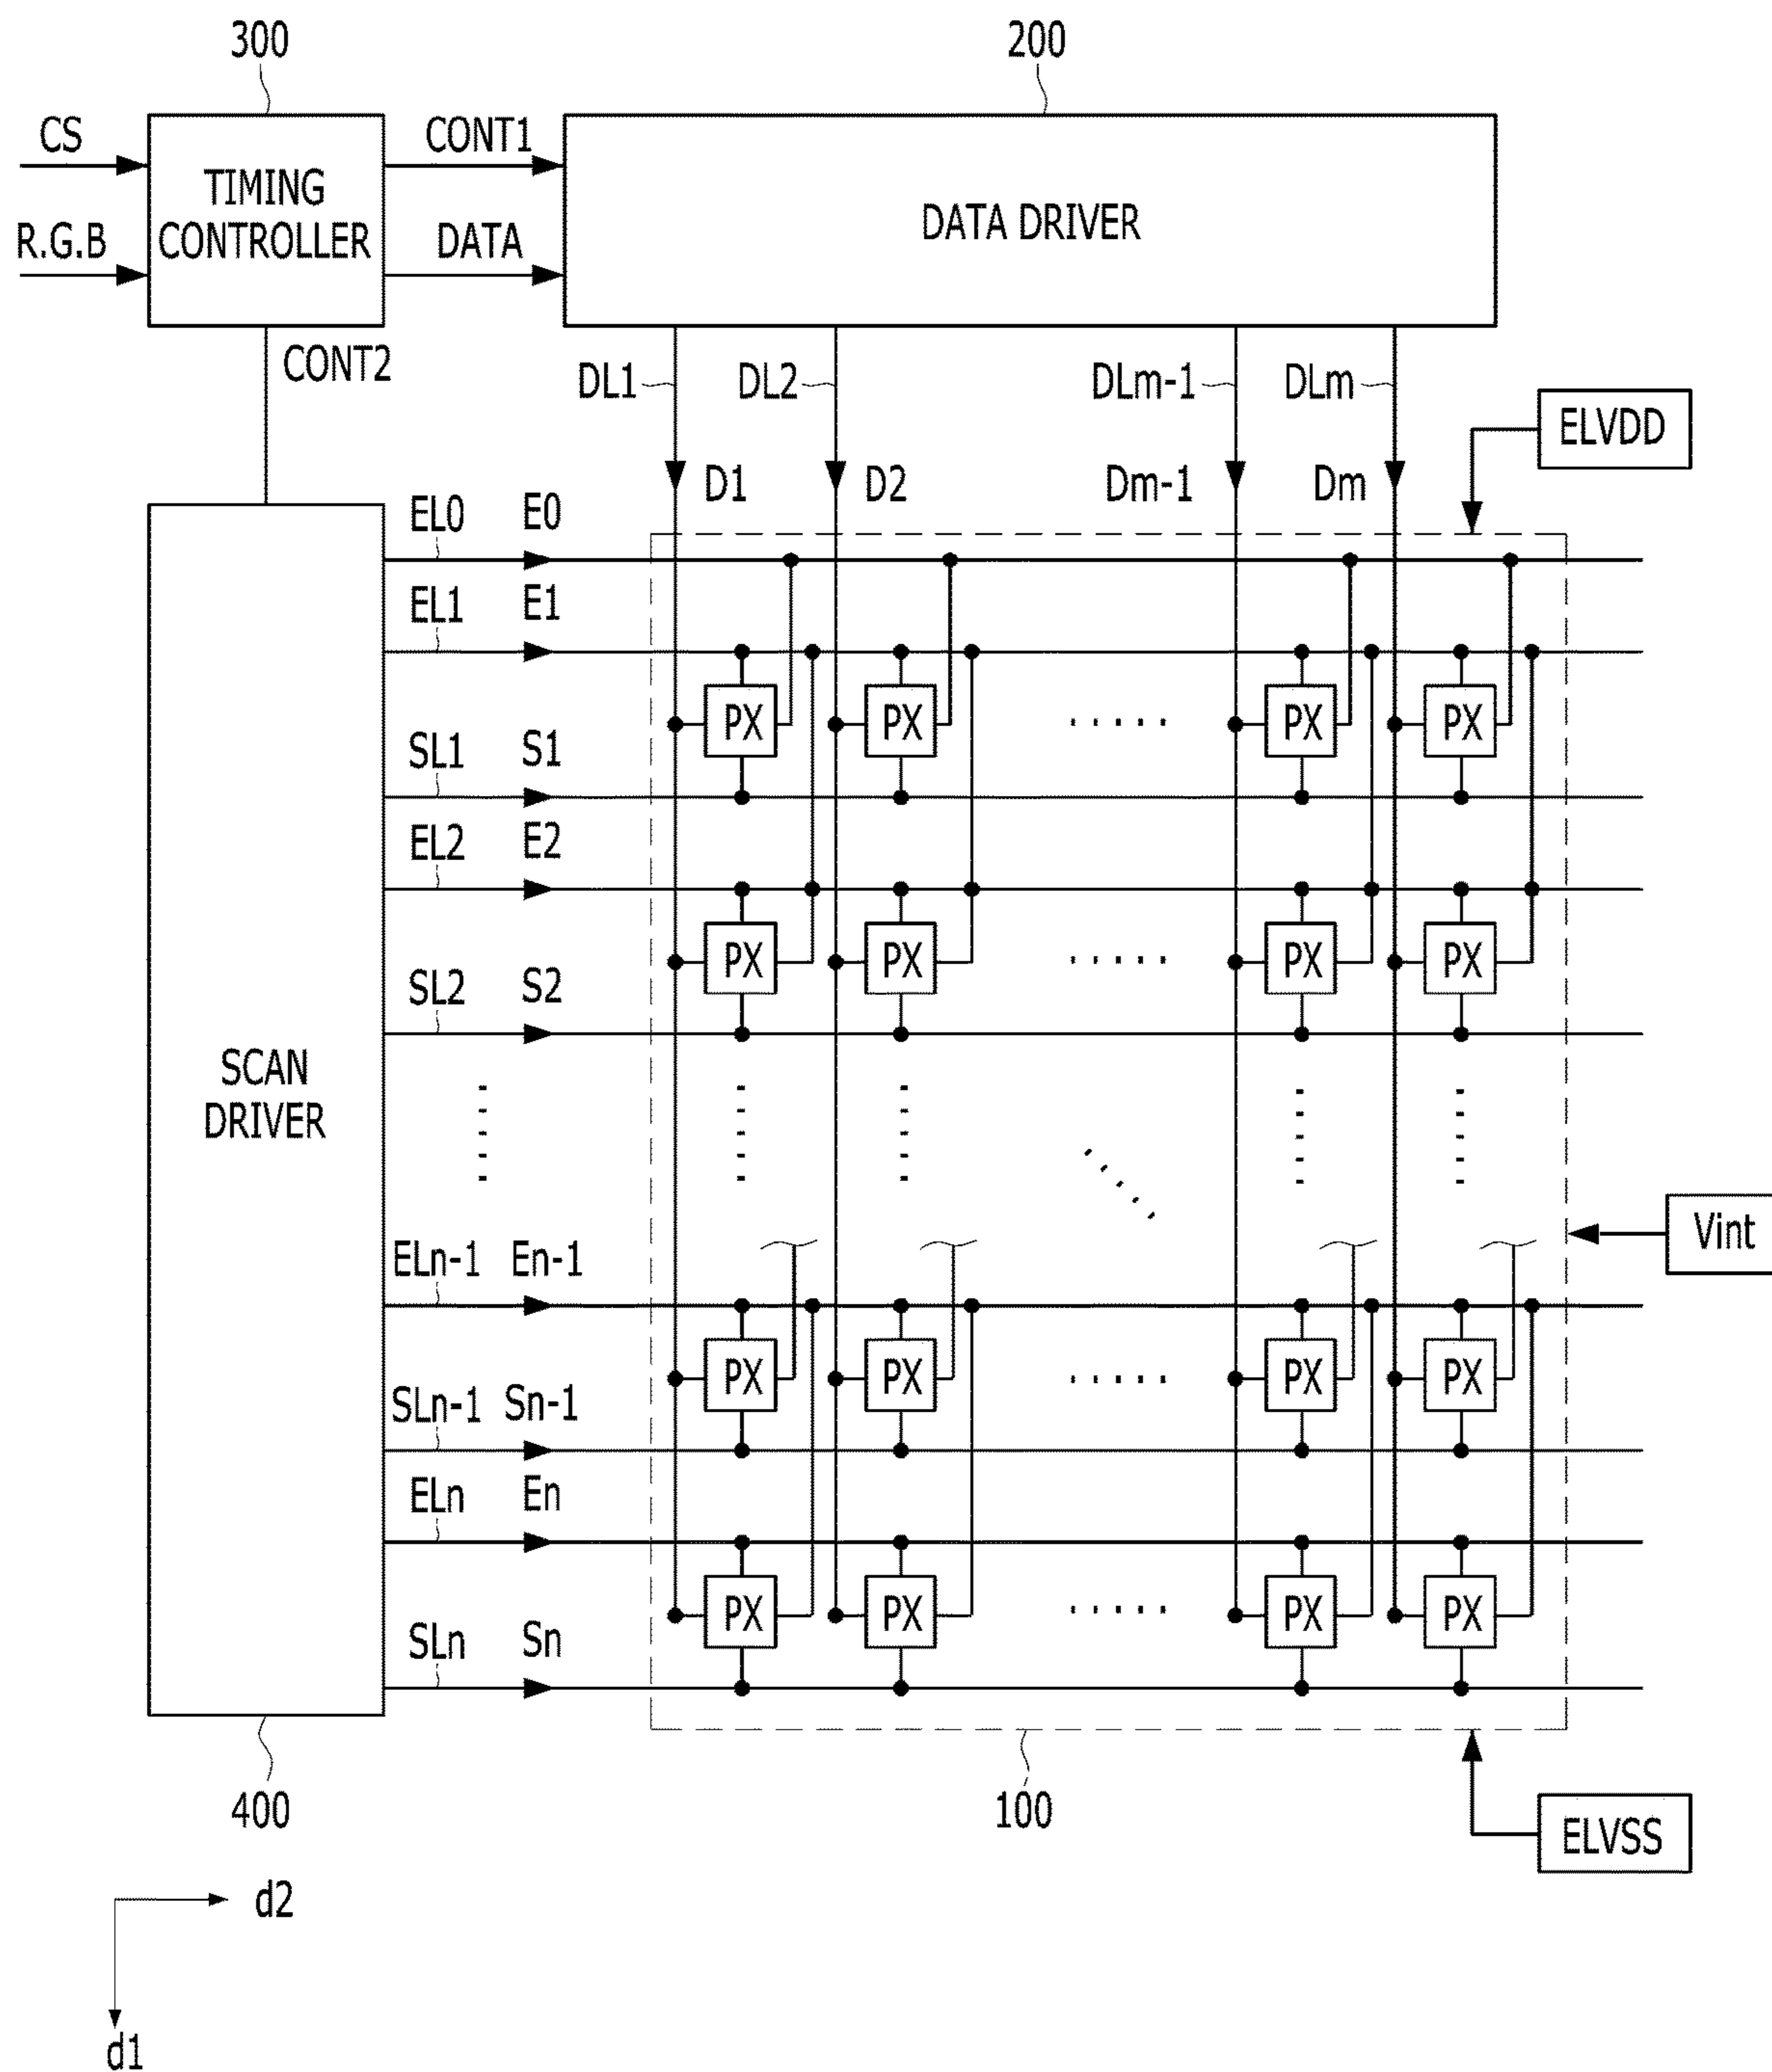 300
200
CS
CONT1
TIMING
CONTROLLER
DATA DRIVER
R.G.B
DATA
CONT2
DL1
DL2
DLm-1
DLm
ELVDD
D1
D2
Dm-1
Dm
EL0
E0
EL1
E1
PX
PX
PX
PX
SL1
S1
EL2
E2
PX
PX
PX
PX
SL2
S2
SCAN
DRIVER
Vint
ELn-1
En-1
PX
PX
PX
PX
SLn-1
Sn-1
ELn
En
PX
PX
PX
PX
SLn
Sn
400
100
ELVSS
d2
d1